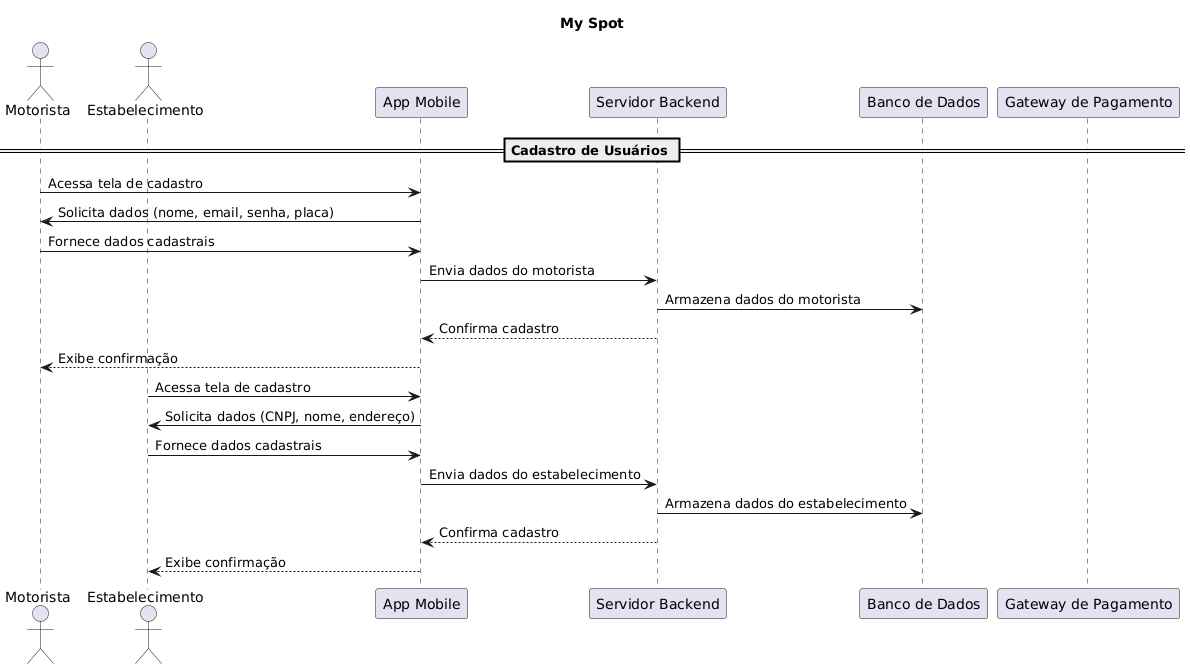 My Spot
Motorista
Estabelecimento
App Mobile
Servidor Backend
Banco de Dados
Gateway de Pagamento
Cadastro de Usuários
Acessa tela de cadastro
Solicita dados (nome, email, senha, placa)
Fornece dados cadastrais
Envia dados do motorista
Armazena dados do motorista
Confirma cadastro
Exibe confirmação
Acessa tela de cadastro
Solicita dados (CNPJ, nome, endereço)
Fornece dados cadastrais
Envia dados do estabelecimento
Armazena dados do estabelecimento
Confirma cadastro
Exibe confirmação
Motorista
Estabelecimento
App Mobile
Servidor Backend
Banco de Dados
Gateway de Pagamento